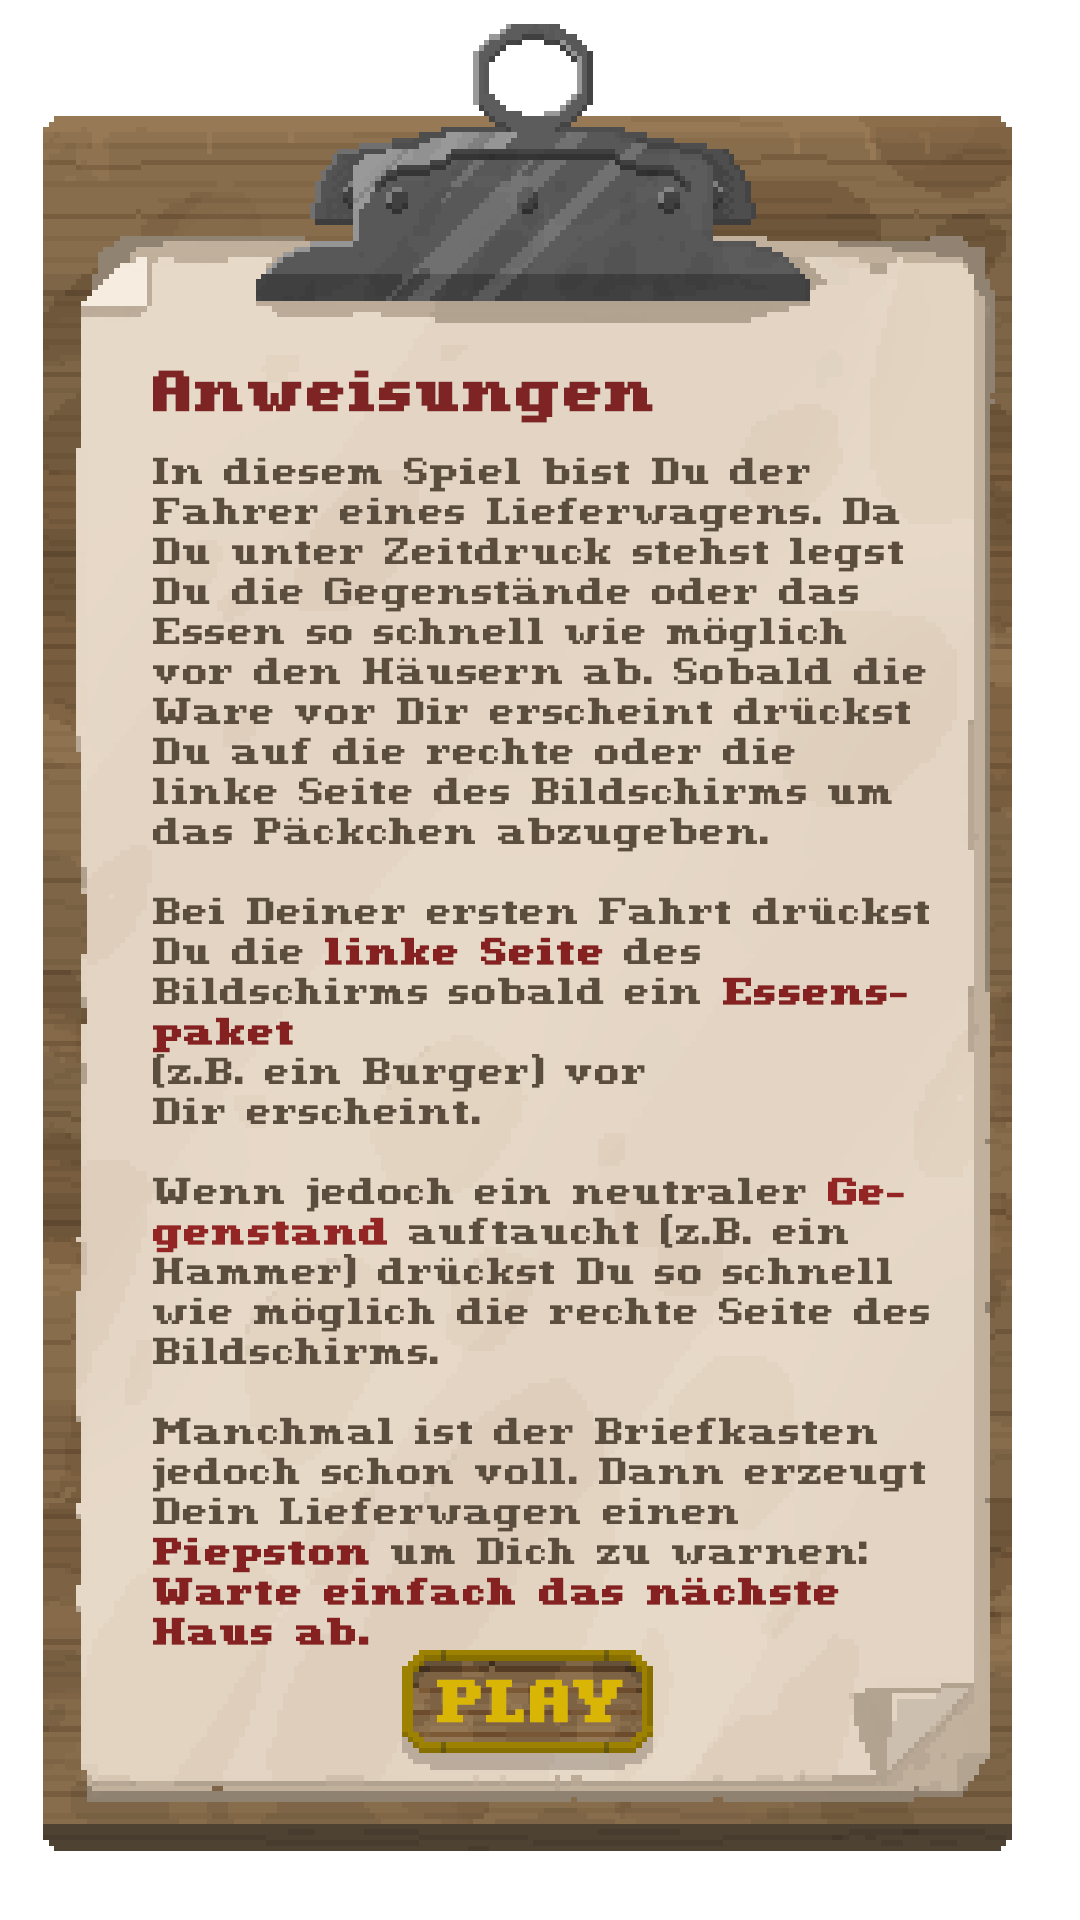 Anweisungen
In diesem Spiel bist Du der
Fahrer eines Lieferwagens. Da
Du unter Zeitdruck stehst legst
Du die Gegenstände oder das
Essen so schnell wie möglich
vor den Häusern ab. Sobald die
Ware vor Dir erscheint drückst
Du auf die rechte oder die
linke Seite des Bildschirms um
das Päckchen abzugeben.
Bei Deiner ersten Fahrt drückst
Du die linke Seite des
Bildschirms sobald ein Essens-
paket
(z.B. ein Burger) vor
Dir erscheint.
Wenn jedoch ein neutraler Ge-
genstand auftaucht (z.B. ein
Hammer) drückst Du so schnell
wie möglich die rechte Seite des
Bildschirms.
Manchmal ist der Briefkasten
jedoch schon voll. Dann erzeugt
Dein Lieferwagen einen
Piepston um Dich zu warnen:
Warte einfach das nächste
Haus ab.
PLAY